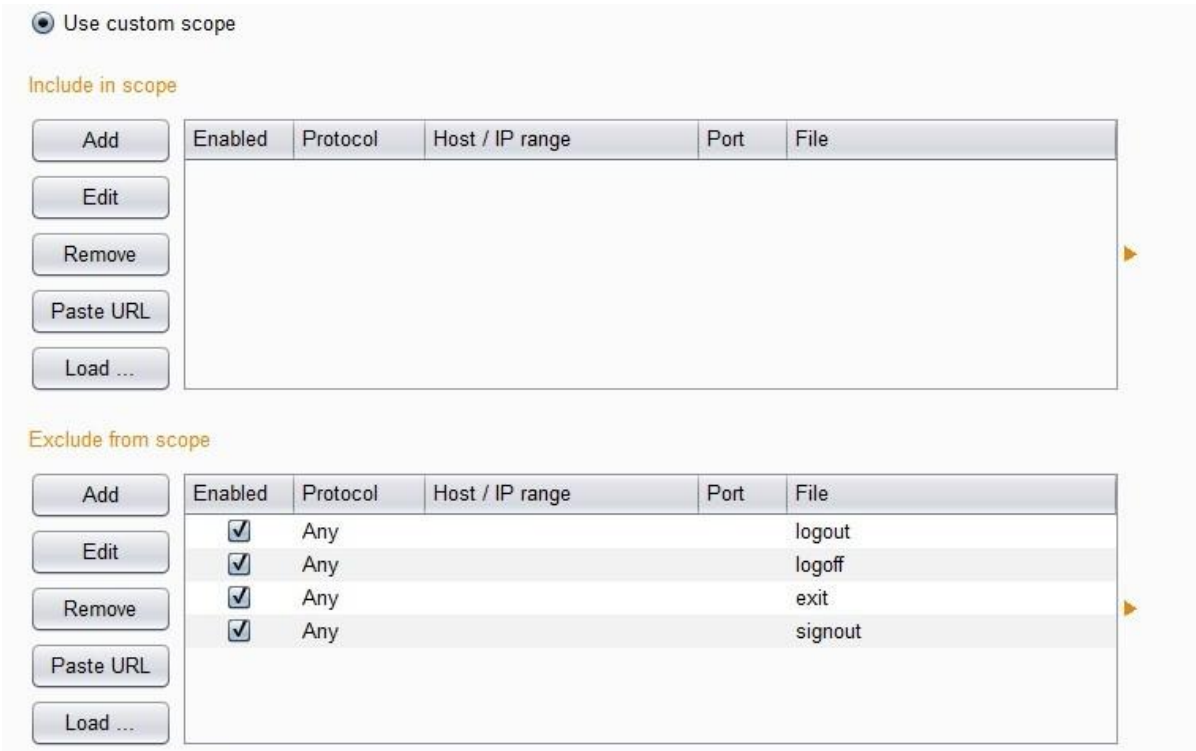 Use custom scope
Include in scope
Add
Edit
Remove
Paste URL
Load ...
Enabled Protocol Host / IP range Port File
Exclude from scope
Add
Edit
Remove
Paste URL
Load ...
Enabled Protocol Host / IP range Port File
Any logout
Any logoff
Any exit
Any signout